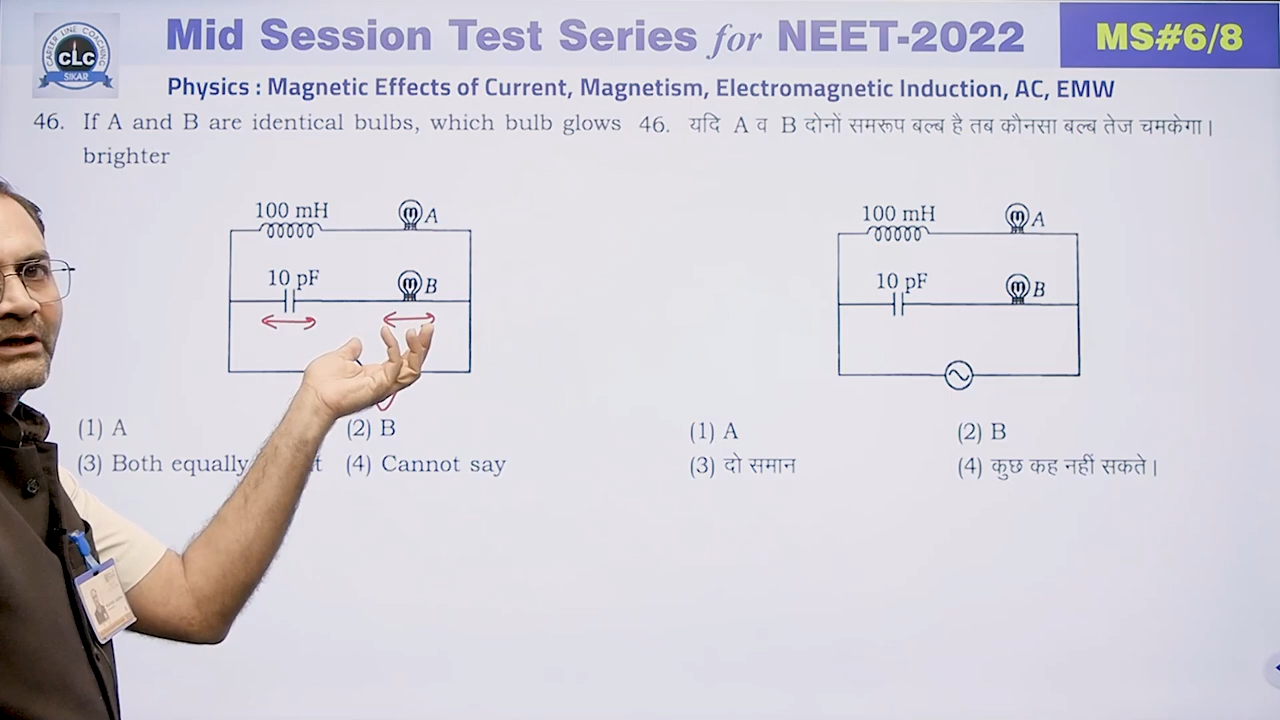 Mid Session Test Series for NEET-2022
MS#6/8
CAREER LINE COACHING
CLC
SIKAR
Physics : Magnetic Effects of Current, Magnetism, Electromagnetic Induction, AC, EMW
46. If A and B are identical bulbs, which bulb glows
brighter
100 mH
A
10 pF
B
(1) A
(2) B
(3) Both equally
(4) Cannot say
46. यदि A व B दोनों समरूप बल्ब है तब कौनसा बल्ब तेज चमकेगा।
100 mH
A
10 pF
B
(1) A
(2) B
(3) दो समान
(4) कुछ कह नहीं सकते।